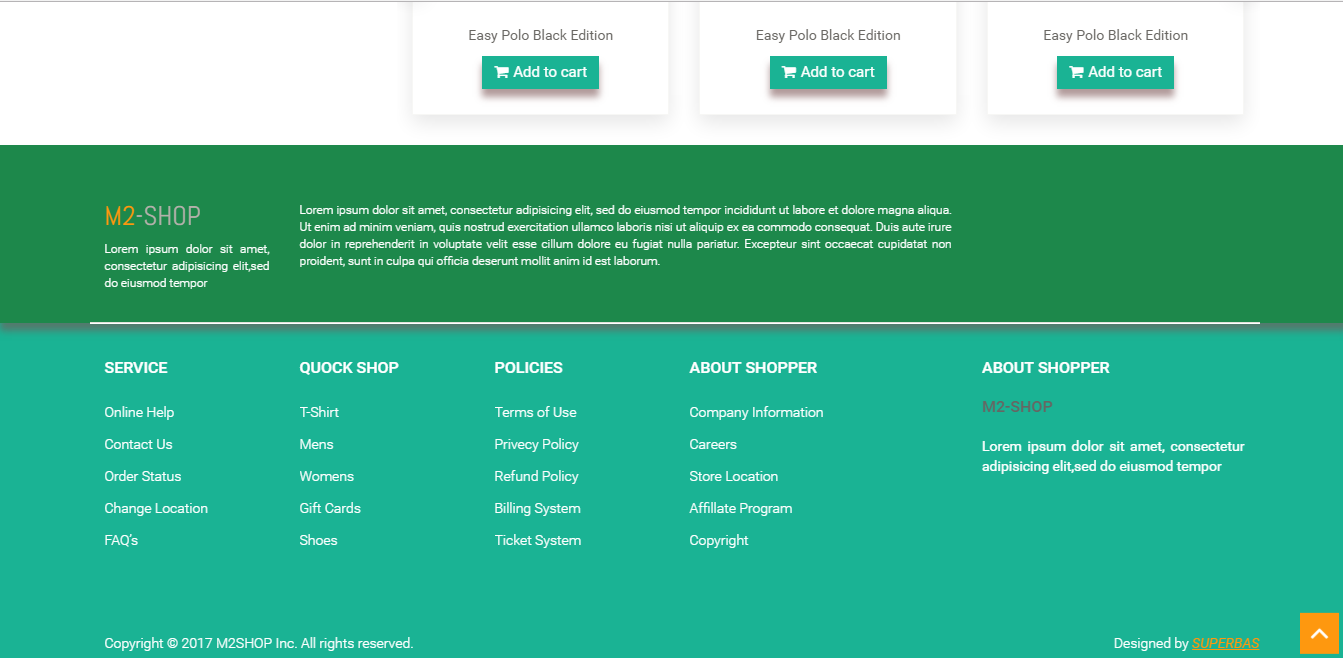 Easy Polo Black Edition
Add to cart
Easy Polo Black Edition
Add to cart
Easy Polo Black Edition
Add to cart
M2-SHOP
Lorem ipsum dolor sit amet,
consectetur adipisicing elit,sed
do eiusmod tempor
Lorem ipsum dolor sit amet, consectetur adipisicing elit, sed do eiusmod tempor incididunt ut labore et dolore magna aliqua.
Ut enim ad minim veniam, quis nostrud exercitation ullamco laboris nisi ut aliquip ex ea commodo consequat. Duis aute irure
dolor in reprehenderit in voluptate velit esse cillum dolore eu fugiat nulla pariatur. Excepteur sint occaecat cupidatat non
proident, sunt in culpa qui officia deserunt mollit anim id est laborum.
SERVICE
Online Help
Contact Us
Order Status
Change Location
FAQ's
QUOCK SHOP
T-Shirt
Mens
Womens
Gift Cards
Shoes
POLICIES
Terms of Use
Privecy Policy
Refund Policy
Billing System
Ticket System
ABOUT SHOPPER
Company Information
Careers
Store Location
Affillate Program
Copyright
ABOUT SHOPPER
M2-SHOP
Lorem ipsum dolor sit amet, consectetur
adipisicing elit,sed do eiusmod tempor
Copyright © 2017 M2SHOP Inc. All rights reserved.
Designed by SUPERBAS